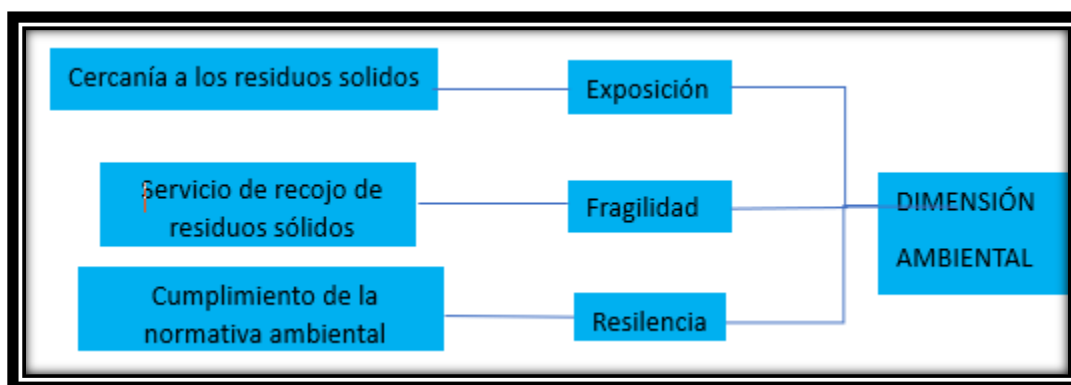 Cercanía a los residuos solidos
Exposición
Servicio de recojo de
residuos sólidos
Fragilidad
DIMENSIÓN
AMBIENTAL
Cumplimiento de la
normativa ambiental
Resilencia